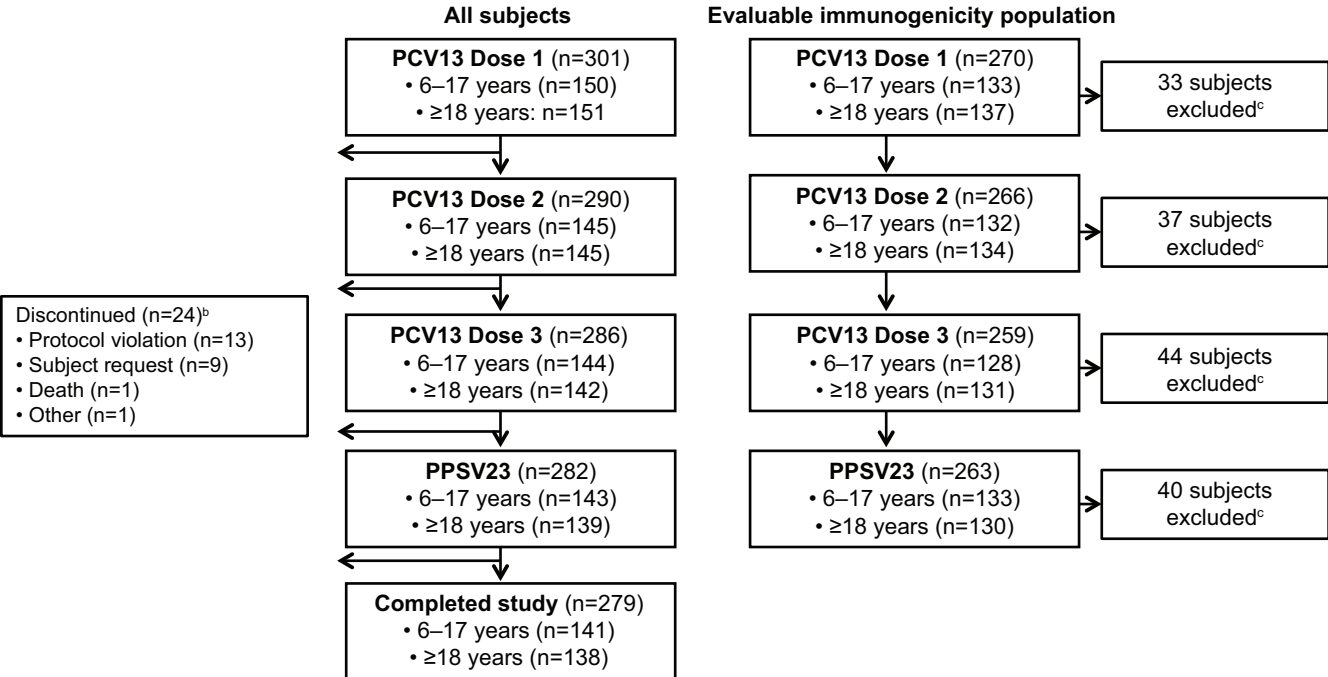 All subjects
PCV13 Dose 1 (n=301)
• 6–17 years (n=150)
• ≥18 years: n=151
PCV13 Dose 2 (n=290)
• 6–17 years (n=145)
• ≥18 years (n=145)
Discontinued (n=24)ᵇ
• Protocol violation (n=13)
• Subject request (n=9)
• Death (n=1)
• Other (n=1)
PCV13 Dose 3 (n=286)
• 6–17 years (n=144)
• ≥18 years (n=142)
PPSV23 (n=282)
• 6–17 years (n=143)
• ≥18 years (n=139)
Completed study (n=279)
• 6–17 years (n=141)
• ≥18 years (n=138)
Evaluable immunogenicity population
PCV13 Dose 1 (n=270)
• 6–17 years (n=133)
• ≥18 years (n=137)
33 subjects
excludedᶜ
PCV13 Dose 2 (n=266)
• 6–17 years (n=132)
• ≥18 years (n=134)
37 subjects
excludedᶜ
PCV13 Dose 3 (n=259)
• 6–17 years (n=128)
• ≥18 years (n=131)
44 subjects
excludedᶜ
PPSV23 (n=263)
• 6–17 years (n=133)
• ≥18 years (n=130)
40 subjects
excludedᶜ